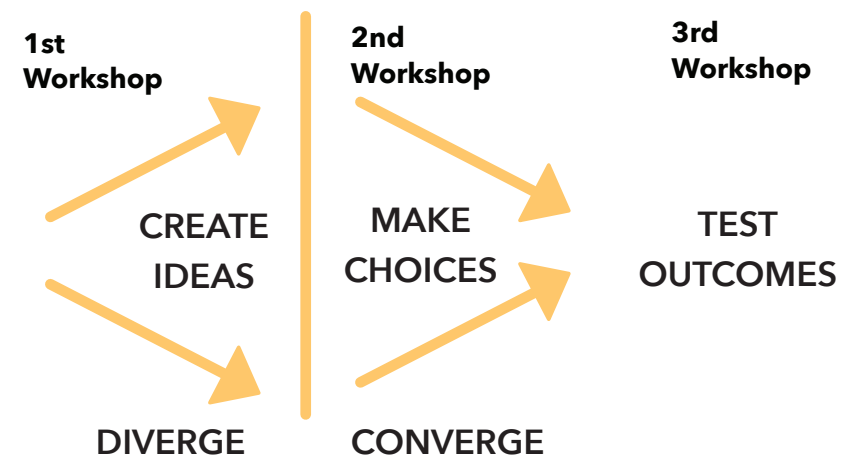 1st
Workshop
2nd
Workshop
3rd
Workshop
CREATE
IDEAS
MAKE
CHOICES
TEST
OUTCOMES
DIVERGE
CONVERGE